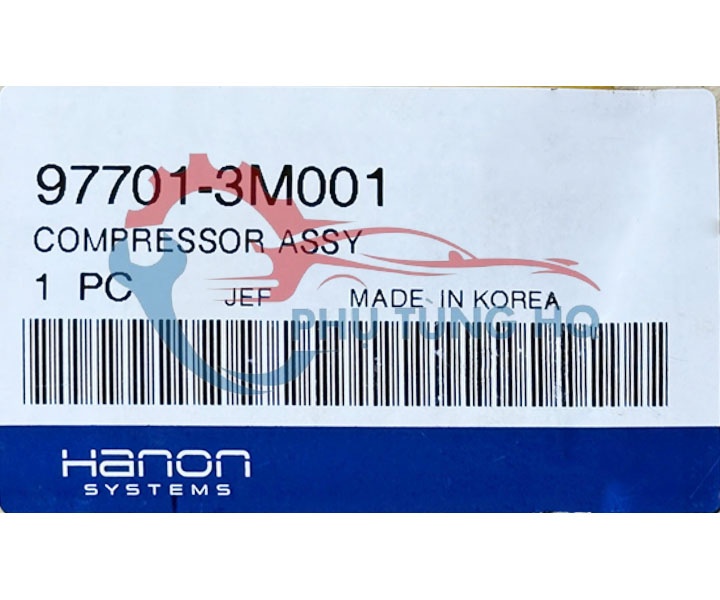 97701-3M001
COMPRESSOR ASSY
1 PC JEF MADE IN KOREA
PHU TUNG HQ
Hanon
SYSTEMS